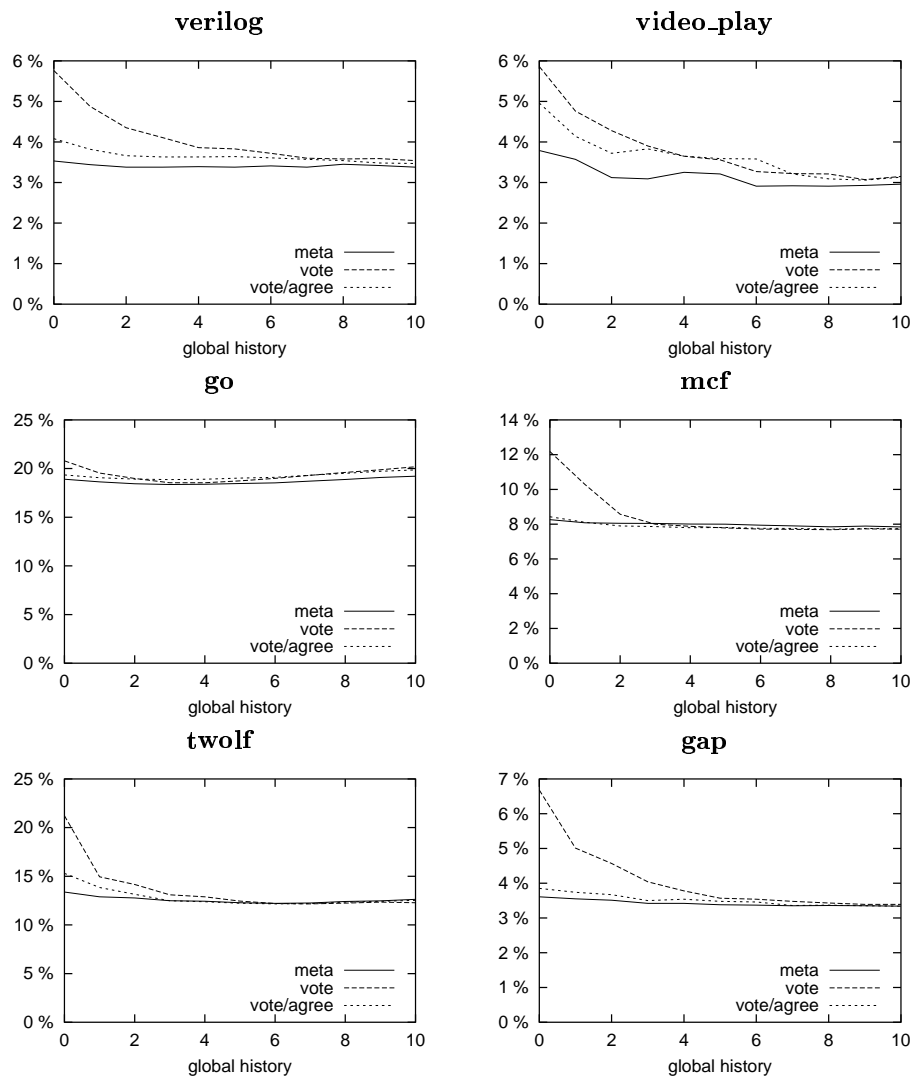 verilog
6 %
5 %
4 %
3 %
2 %
1 %
0 %
meta
vote
vote/agree
0 2 4 6 8 10
global history
video_play
6 %
5 %
4 %
3 %
2 %
1 %
0 %
meta
vote
vote/agree
0 2 4 6 8 10
global history
go
25 %
20 %
15 %
10 %
5 %
0 %
meta
vote
vote/agree
0 2 4 6 8 10
global history
mcf
14 %
12 %
10 %
8 %
6 %
4 %
2 %
0 %
meta
vote
vote/agree
0 2 4 6 8 10
global history
twolf
25 %
20 %
15 %
10 %
5 %
0 %
meta
vote
vote/agree
0 2 4 6 8 10
global history
gap
7 %
6 %
5 %
4 %
3 %
2 %
1 %
0 %
meta
vote
vote/agree
0 2 4 6 8 10
global history